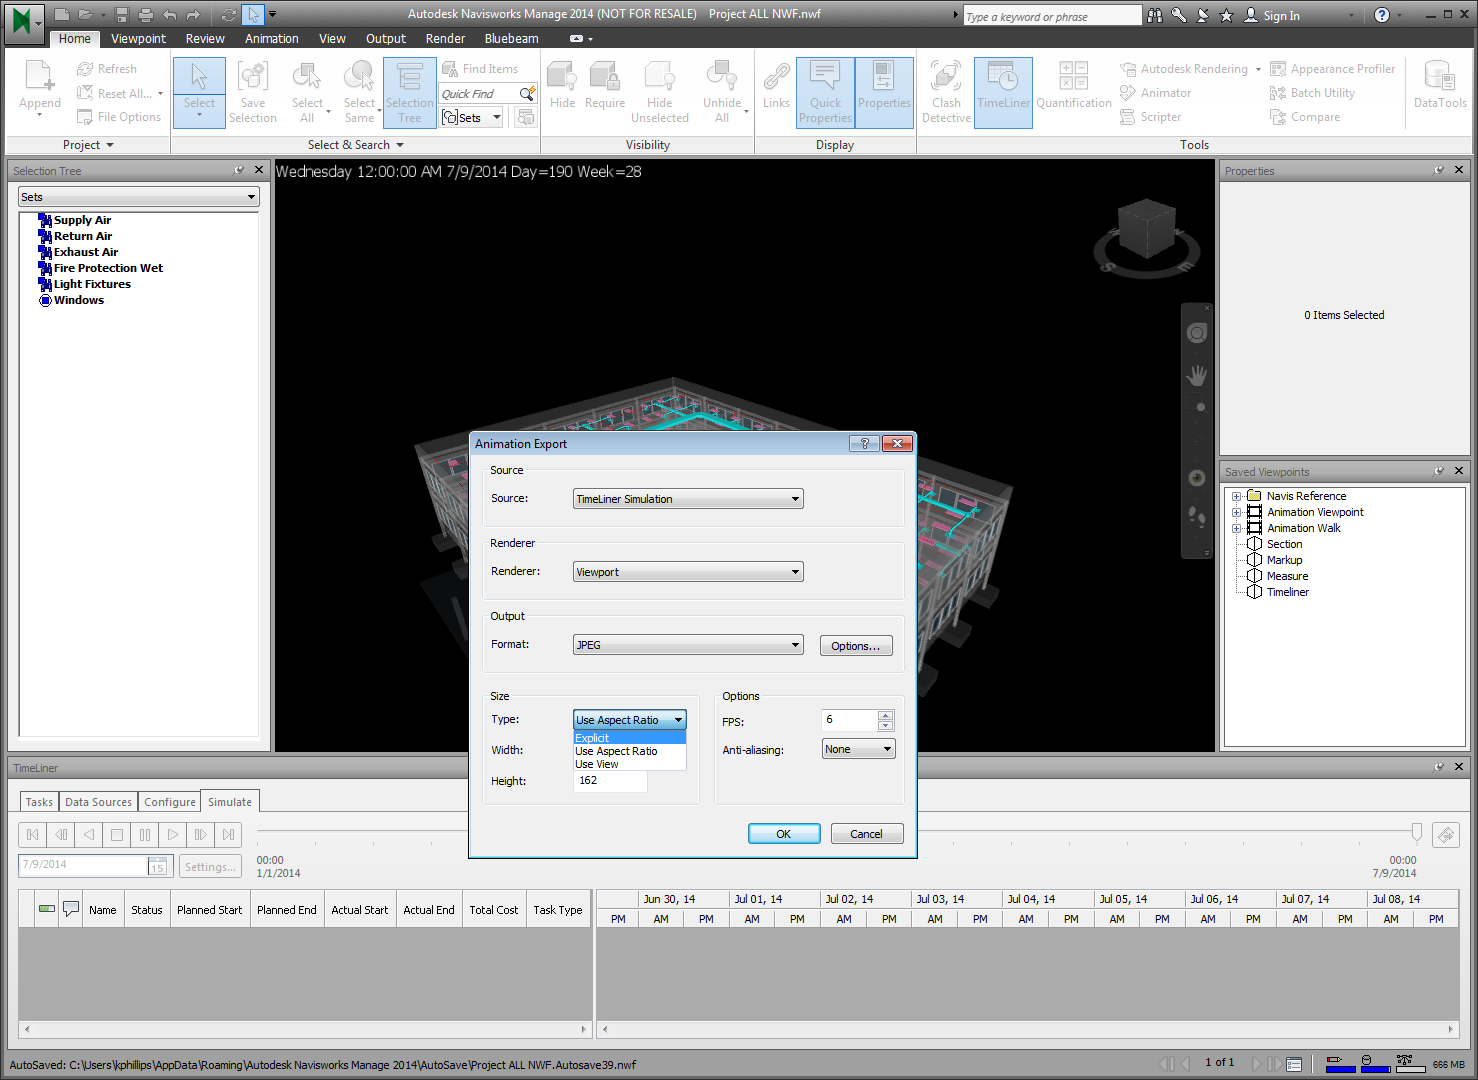 Autodesk Navisworks Manage 2014 (NOT FOR RESALE) Project ALL NWF.nwf
Type a keyword or phrase
Sign In
Home Viewpoint Review Animation View Output Render Bluebeam
Append
Refresh
Reset All...
File Options
Project
Select
Save Selection
Select All
Select Same
Selection Tree
Find Items
Quick Find
Sets
Select & Search
Hide
Require
Hide Unselected
Unhide All
Visibility
Links
Quick Properties
Properties
Display
Clash Detective
TimeLiner
Quantification
Autodesk Rendering
Animator
Scripter
Appearance Profiler
Batch Utility
Compare
DataTools
Tools
Selection Tree
Sets
Supply Air
Return Air
Exhaust Air
Fire Protection Wet
Light Fixtures
Windows
Wednesday 12:00:00 AM 7/9/2014 Day=190 Week=28
S
E
Properties
0 Items Selected
Saved Viewpoints
Navis Reference
Animation Viewpoint
Animation Walk
Section
Markup
Measure
Timeliner
Animation Export
Source
Source: TimeLiner Simulation
Renderer
Renderer: Viewport
Output
Format: JPEG Options...
Size
Type: Use Aspect Ratio
Explicit
Use Aspect Ratio
Use View
Width:
Height: 162
Options
FPS: 6
Anti-aliasing: None
OK Cancel
TimeLiner
Tasks Data Sources Configure Simulate
7/9/2014 15 Settings...
00:00
1/1/2014
00:00
7/9/2014
Name Status Planned Start Planned End Actual Start Actual End Total Cost Task Type
Jun 30, 14 Jul 01, 14 Jul 02, 14 Jul 03, 14 Jul 04, 14 Jul 05, 14 Jul 06, 14 Jul 07, 14 Jul 08, 14
PM AM PM AM PM AM PM AM PM AM PM AM PM AM PM AM PM AM PM
AutoSaved: C:\Users\kphillips\AppData\Roaming\Autodesk Navisworks Manage 2014\AutoSave\Project ALL NWF.Autosave39.nwf
1 of 1
666 MB